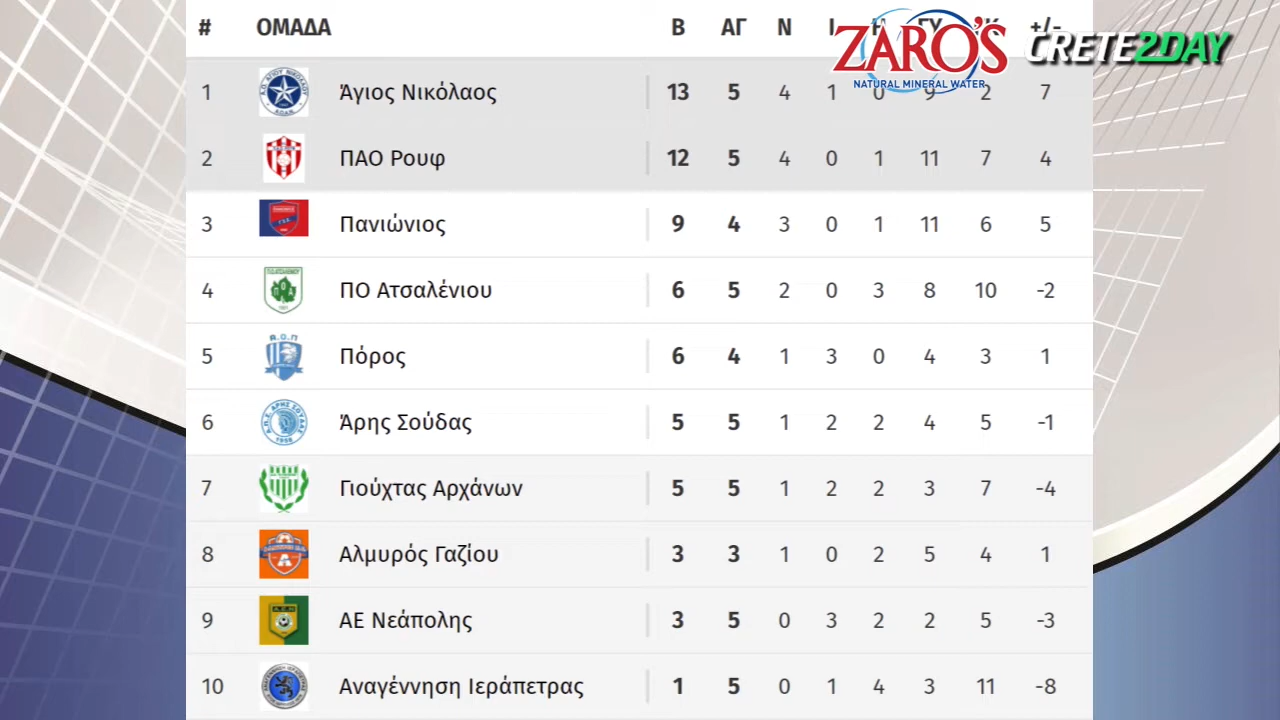 # ΟΜΑΔΑ Β ΑΓ Ν +/-
ZARO'S
NATURAL MINERAL WATER
CRETE2DAY
1 Άγιος Νικόλαος 13 5 4 1 0 9 2 7
2 ΠΑΟ Ρουφ 12 5 4 0 1 11 7 4
3 Πανιώνιος 9 4 3 0 1 11 6 5
4 ΠΟ Ατσαλένιου 6 5 2 0 3 8 10 -2
5 Πόρος 6 4 1 3 0 4 3 1
6 Άρης Σούδας 5 5 1 2 2 4 5 -1
7 Γιούχτας Αρχάνων 5 5 1 2 2 3 7 -4
8 Αλμυρός Γαζίου 3 3 1 0 2 5 4 1
9 ΑΕ Νεάπολης 3 5 0 3 2 2 5 -3
10 Αναγέννηση Ιεράπετρας 1 5 0 1 4 3 11 -8